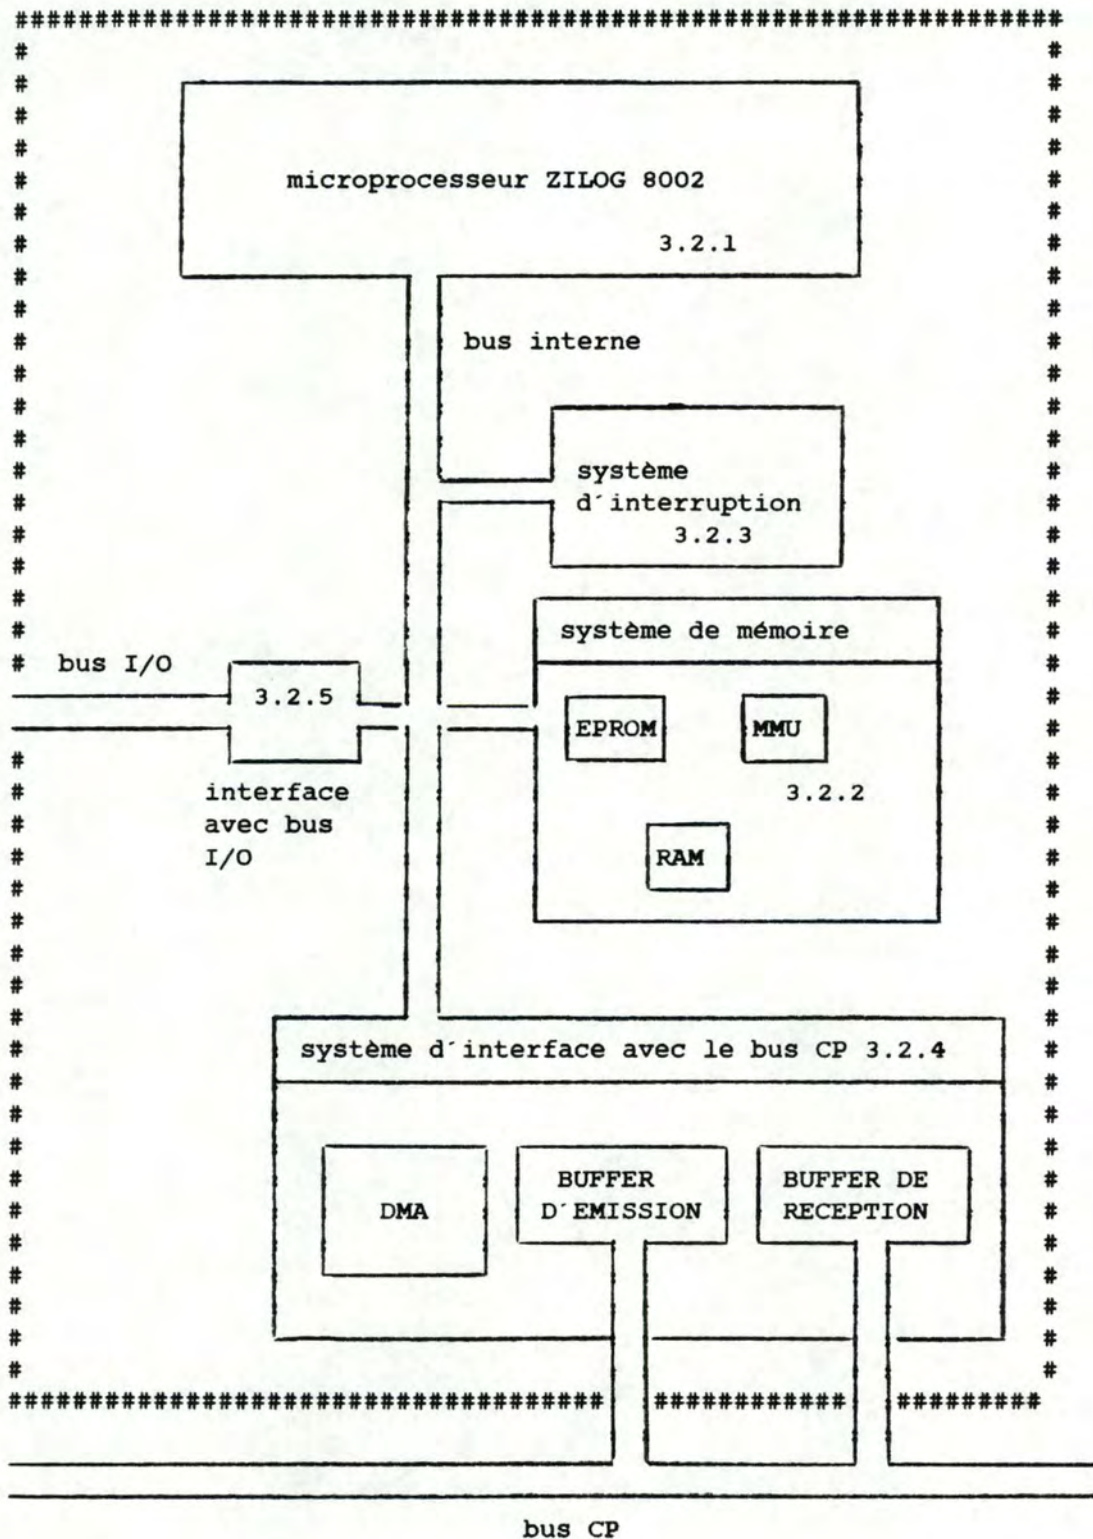 microprocesseur ZILOG 8002
3.2.1
bus interne
système
d´interruption
3.2.3
système de mémoire
bus I/O
3.2.5
EPROM
MMU
interface
avec bus
I/O
3.2.2
RAM
système d´interface avec le bus CP 3.2.4
DMA
BUFFER
D´EMISSION
BUFFER DE
RECEPTION
bus CP